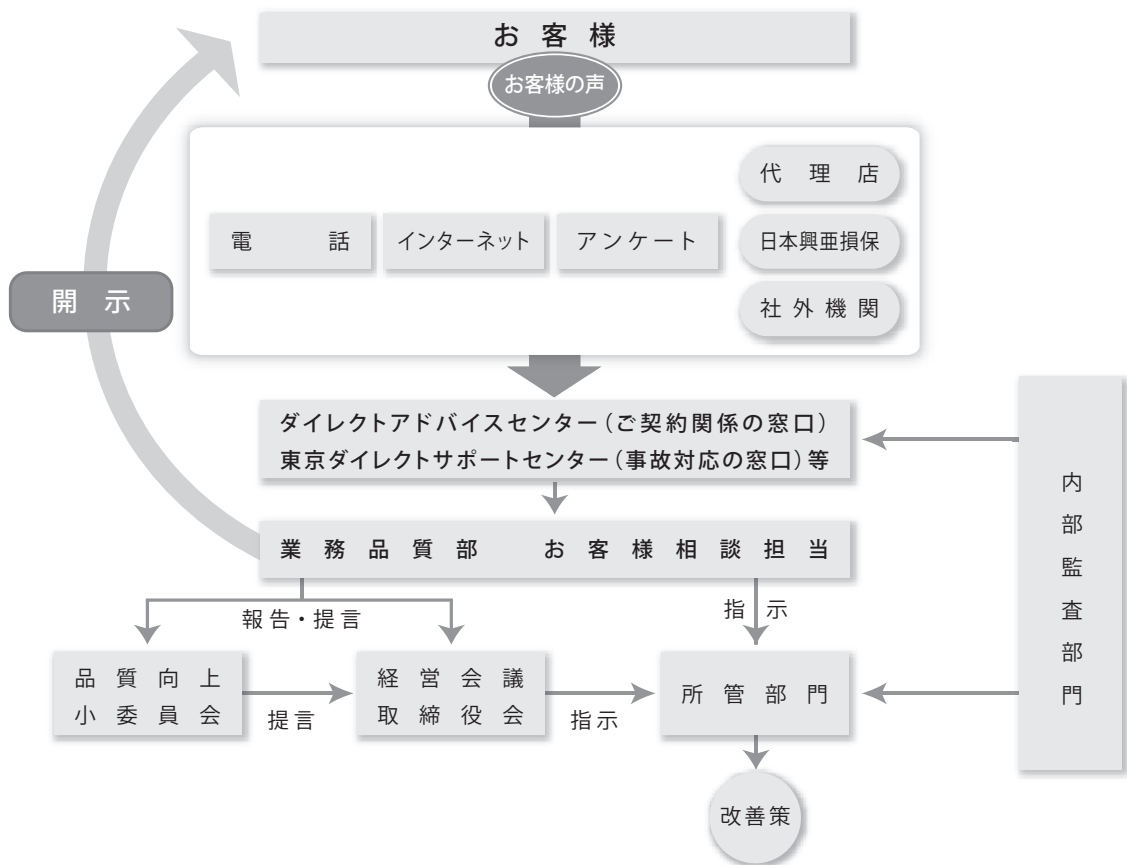 お客様
お客様の声
代理店
電話
インターネット
アンケート
日本興亜損保
社外機関
開示
ダイレクトアドバイスセンター（ご契約関係の窓口）
東京ダイレクトサポートセンター（事故対応の窓口）等
業務品質部　お客様相談担当
報告・提言
指示
品質向上
小委員会
提言
経営会議
取締役会
指示
所管部門
内部監査部門
改善策